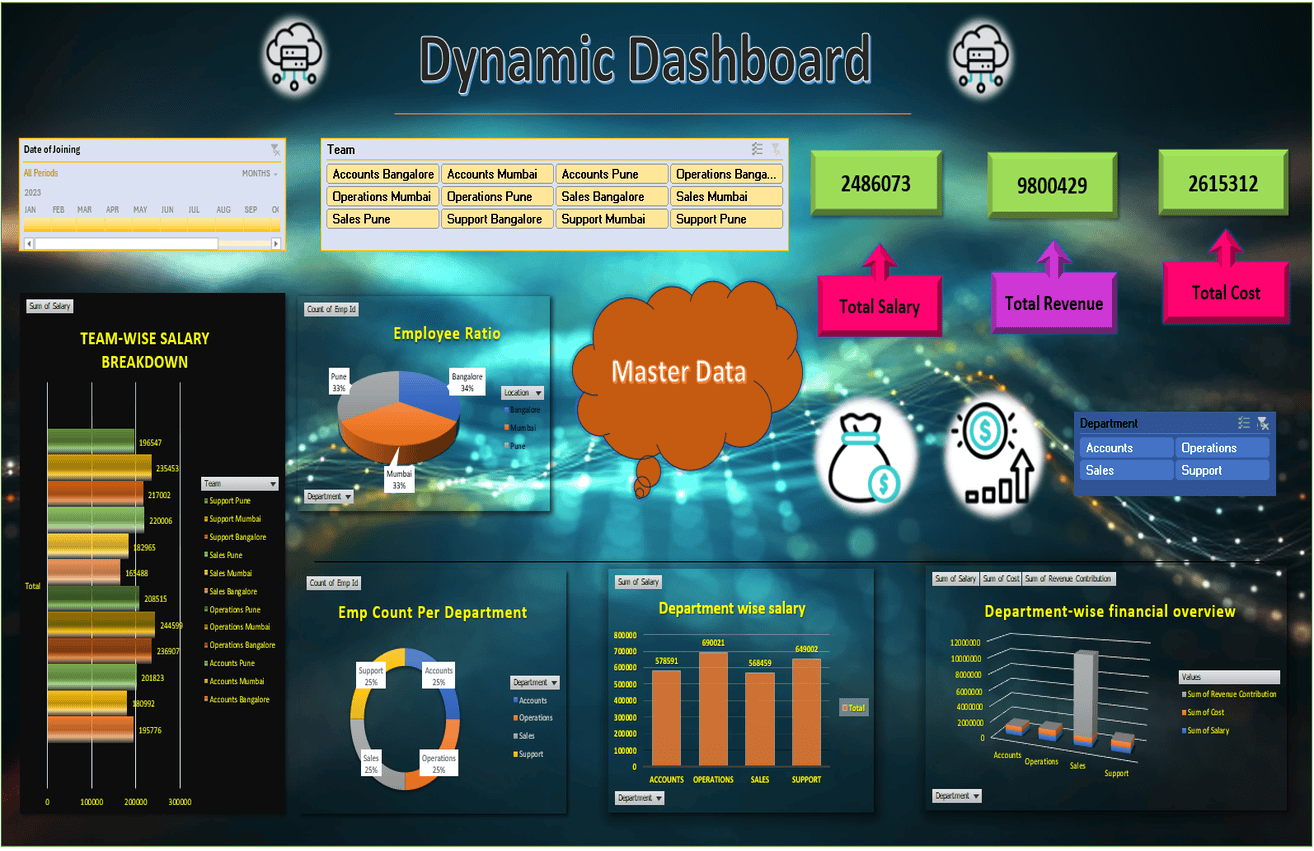 Dynamic Dashboard
Date of Joining
All Periods
MONTHS
2023
JAN FEB MAR APR MAY JUN JUL AUG SEP
Team
Accounts Bangalore Accounts Mumbai Accounts Pune Operations Banga...
Operations Mumbai Operations Pune Sales Bangalore Sales Mumbai
Sales Pune Support Bangalore Support Mumbai Support Pune
2486073
9800429
2615312
Total Salary
Total Revenue
Total Cost
Sum of Salary
TEAM-WISE SALARY
BREAKDOWN
196547
235453
217002
220006
182965
165488
208515
244599
236907
201823
180992
195776
Total
0 100000 200000 300000
Team
Support Pune
Support Mumbai
Support Bangalore
Sales Pune
Sales Mumbai
Sales Bangalore
Operations Pune
Operations Mumbai
Operations Bangalore
Accounts Pune
Accounts Mumbai
Accounts Bangalore
Count of Emp Id
Employee Ratio
Pune
33%
Bangalore
34%
Mumbai
33%
Location
Bangalore
Mumbai
Pune
Department
Master Data
Department
Accounts Operations
Sales Support
Count of Emp Id
Emp Count Per Department
Support
25%
Accounts
25%
Sales
25%
Operations
25%
Department
Accounts
Operations
Sales
Support
Sum of Salary
Department wise salary
800000
700000
600000
500000
400000
300000
200000
100000
0
578591
690021
568459
649002
ACCOUNTS OPERATIONS SALES SUPPORT
Total
Department
Sum of Salary Sum of Cost Sum of Revenue Contribution
Department-wise financial overview
12000000
10000000
8000000
6000000
4000000
2000000
0
Accounts
Operations
Sales
Support
Values
Sum of Revenue Contribution
Sum of Cost
Sum of Salary
Department